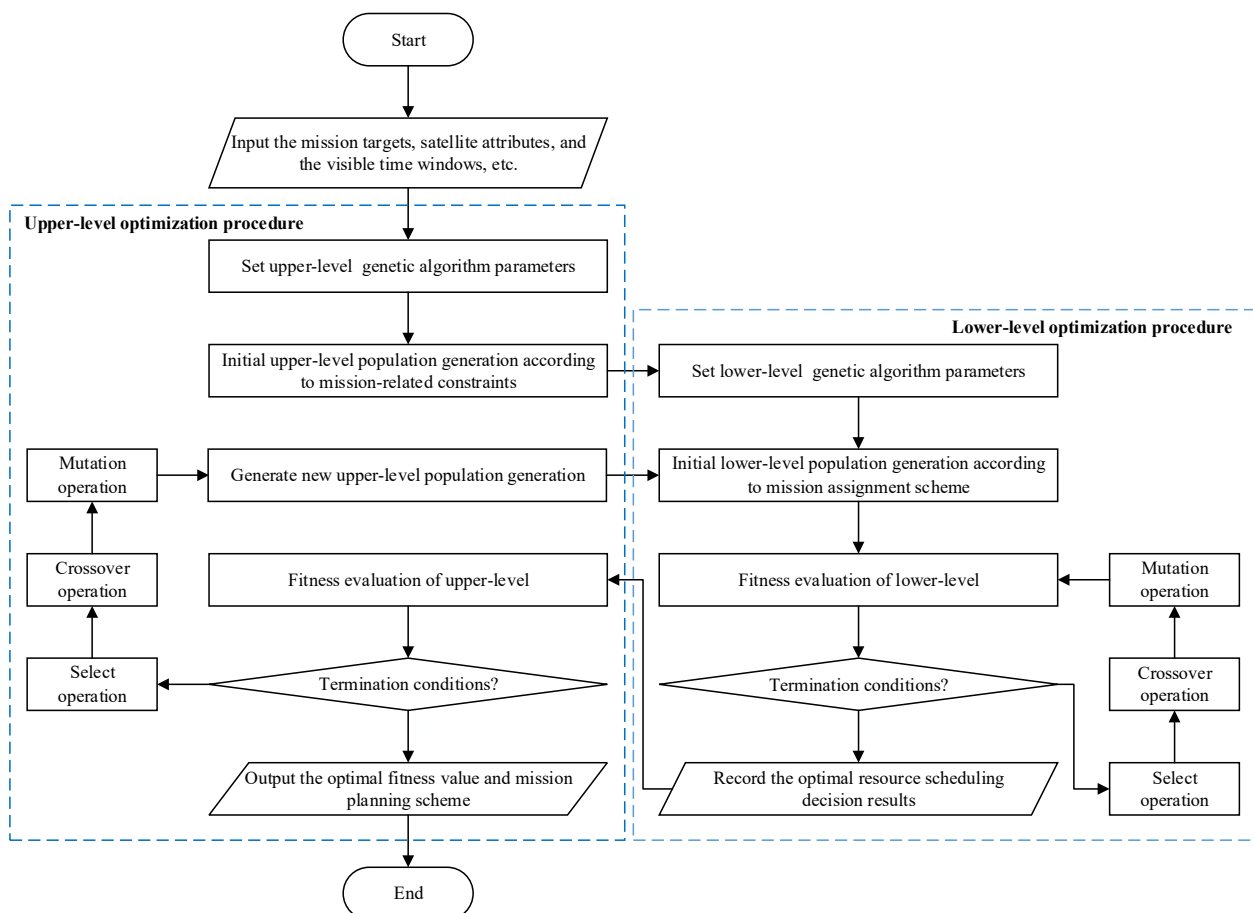 Start
Input the mission targets, satellite attributes, and
the visible time windows, etc.
Upper-level optimization procedure
Set upper-level genetic algorithm parameters
Lower-level optimization procedure
Initial upper-level population generation according
to mission-related constraints
Set lower-level genetic algorithm parameters
Mutation
operation
Generate new upper-level population generation
Initial lower-level population generation according
to mission assignment scheme
Crossover
operation
Fitness evaluation of upper-level
Fitness evaluation of lower-level
Mutation
operation
Select
operation
Termination conditions?
Termination conditions?
Crossover
operation
Output the optimal fitness value and mission
planning scheme
Record the optimal resource scheduling
decision results
Select
operation
End